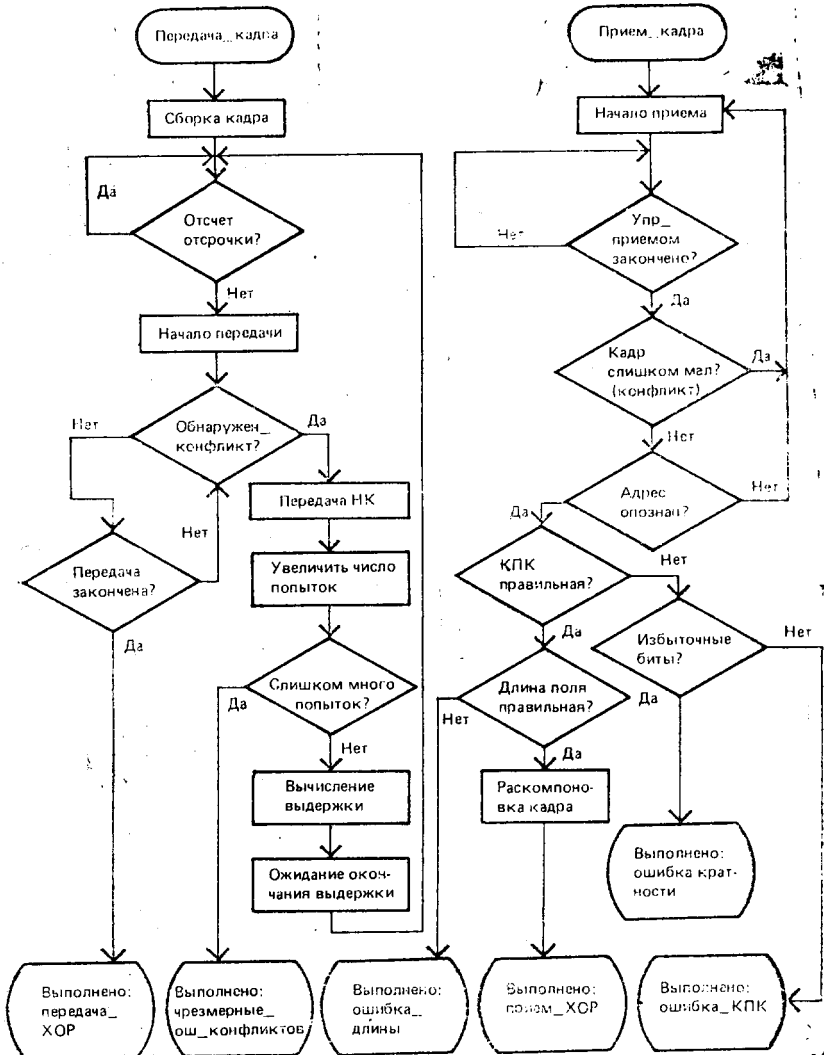 Передача_кадра
Сборка кадра
Да
Отсчет
отсрочки?
Нет
Начало передачи
Нет
Обнаружен_
конфликт?
Да
Передача НК
Нет
Передача
закончена?
Увеличить число
попыток
Да
Слишком много
попыток?
Да
Нет
Вычисление
выдержки
Ожидание окон-
чания выдержки
Выполнено:
передача_
ХОР
Выполнено:
чрезмерные_
ош_конфликтов
Прием_кадра
Начало приема
Нет
Упр_
приемом
закончено?
Да
Кадр
слишком мал?
(конфликт)
Да
Нет
Адрес
опознан?
Нет
Да
КПК
правильная?
Нет
Да
Избыточные
биты?
Нет
Да
Длина поля
правильная?
Нет
Да
Раскомпоно-
вка кадра
Выполнено:
ошибка крат-
ности
Выполнено:
ошибка_
длины
Выполнено:
прием_ХОР
Выполнено:
ошибка_КПК